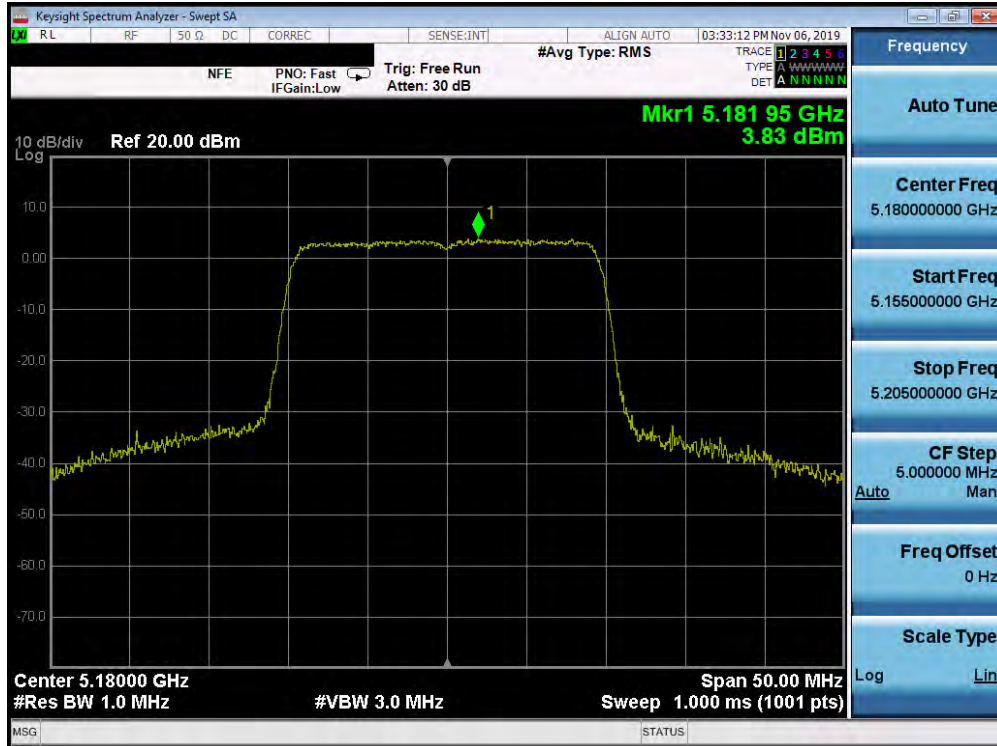 Keysight Spectrum Analyzer - Swept SA
LXI RL RF 50 Ω DC CORREC SENSE:INT ALIGN AUTO 03:33:12 PM Nov 06, 2019
#Avg Type: RMS
TRACE 1 2 3 4 5 6
TYPE A WWWWW
DET A N N N N N
NFE PNO: Fast Trig: Free Run
IFGain:Low Atten: 30 dB
Mkr1 5.181 95 GHz
3.83 dBm
10 dB/div Ref 20.00 dBm
Log
10.0
0.00
-10.0
-20.0
-30.0
-40.0
-50.0
-60.0
-70.0
1
Center 5.18000 GHz Span 50.00 MHz
#Res BW 1.0 MHz #VBW 3.0 MHz Sweep 1.000 ms (1001 pts)
MSG STATUS
Frequency
Auto Tune
Center Freq
5.180000000 GHz
Start Freq
5.155000000 GHz
Stop Freq
5.205000000 GHz
CF Step
5.000000 MHz
Auto Man
Freq Offset
0 Hz
Scale Type
Log Lin